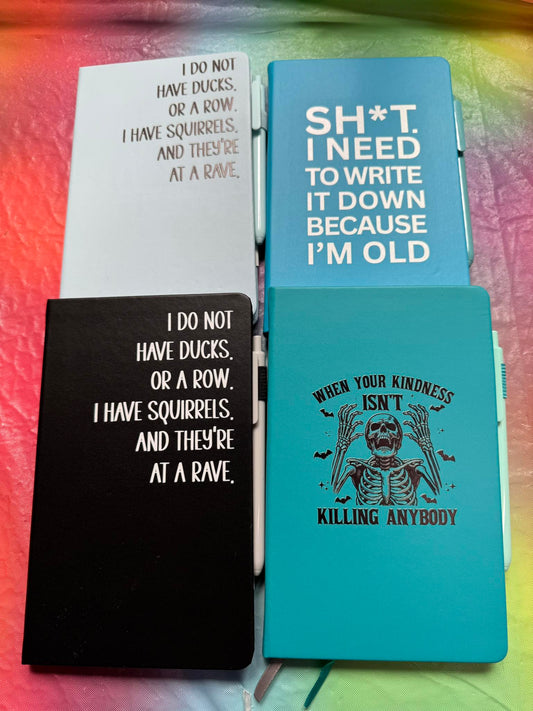 I DO NOT
HAVE DUCKS.
OR A ROW.
I HAVE SQUIRRELS.
AND THEY'RE
AT A RAVE.
SH*T.
I NEED
TO WRITE
IT DOWN
BECAUSE
I'M OLD
I DO NOT
HAVE DUCKS.
OR A ROW.
I HAVE SQUIRRELS.
AND THEY'RE
AT A RAVE.
WHEN YOUR KINDNESS
ISN'T
KILLING ANYBODY